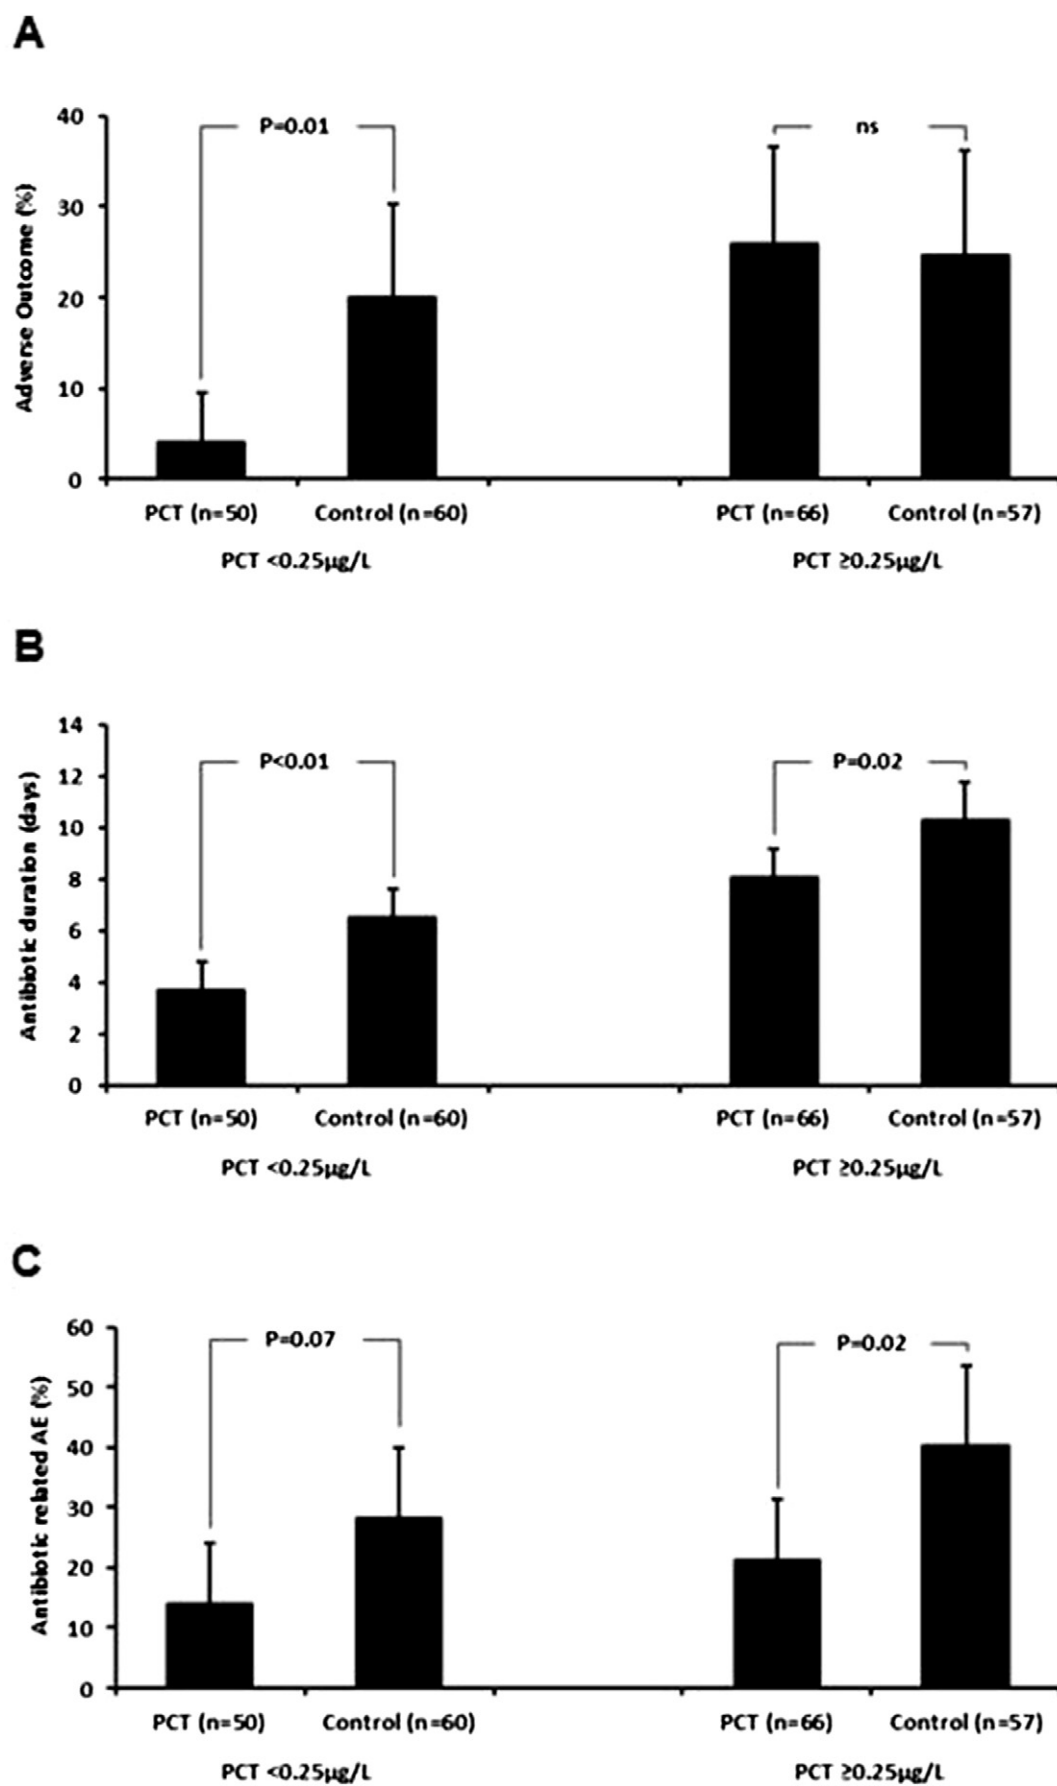 A
40
P=0.01
ns
30
20
10
0
Adverse Outcome (%)
PCT (n=50) Control (n=60) PCT (n=66) Control (n=57)
PCT <0.25µg/L PCT ≥0.25µg/L
B
14
P<0.01
P=0.02
12
10
8
6
4
2
0
Antibiotic duration (days)
PCT (n=50) Control (n=60) PCT (n=66) Control (n=57)
PCT <0.25µg/L PCT ≥0.25µg/L
C
60
P=0.07
P=0.02
50
40
30
20
10
0
Antibiotic related AE (%)
PCT (n=50) Control (n=60) PCT (n=66) Control (n=57)
PCT <0.25µg/L PCT ≥0.25µg/L